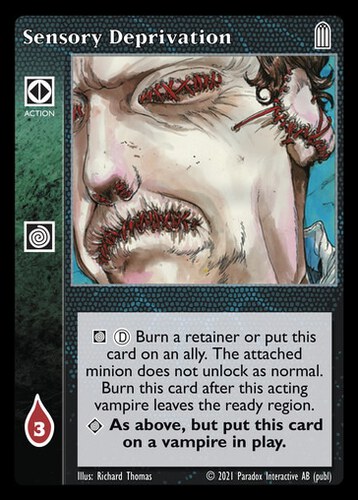 Sensory Deprivation
ACTION
D Burn a retainer or put this
card on an ally. The attached
minion does not unlock as normal.
Burn this card after this acting
vampire leaves the ready region.
As above, but put this card
on a vampire in play.
3
Illus: Richard Thomas © 2021 Paradox Interactive AB (publ)